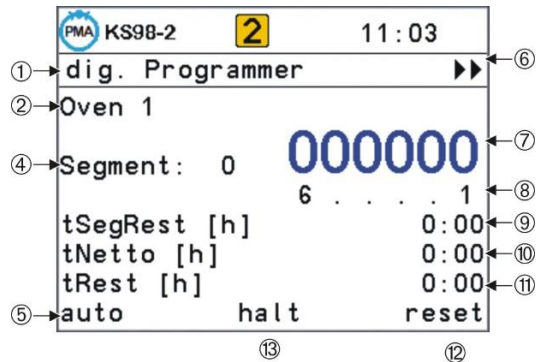 PMA KS98-2 2 11:03
① dig. Programmer ⑥
② Oven 1
④ Segment: 0 000000 ⑦
6 . . . . 1 ⑧
tSegRest [h] 0:00 ⑨
tNetto [h] 0:00 ⑩
tRest [h] 0:00 ⑪
⑤ auto halt reset
⑬ ⑫